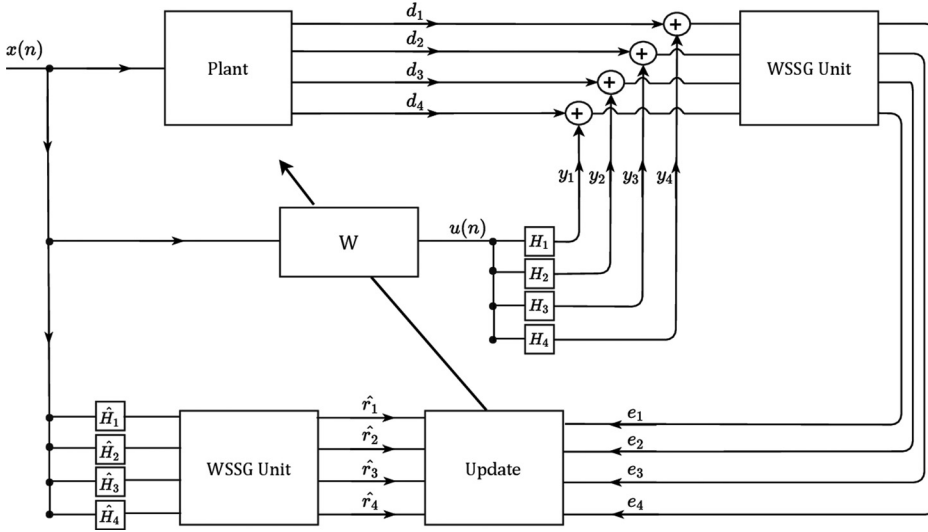 d₁
x(n)
d₂
Plant
WSSG Unit
d₃
d₄
y₁ y₂ y₃ y₄
W
u(n)
H₁
H₂
H₃
H₄
Ĥ₁
r̂₁
e₁
Ĥ₂
r̂₂
e₂
WSSG Unit
Update
Ĥ₃
r̂₃
e₃
Ĥ₄
r̂₄
e₄